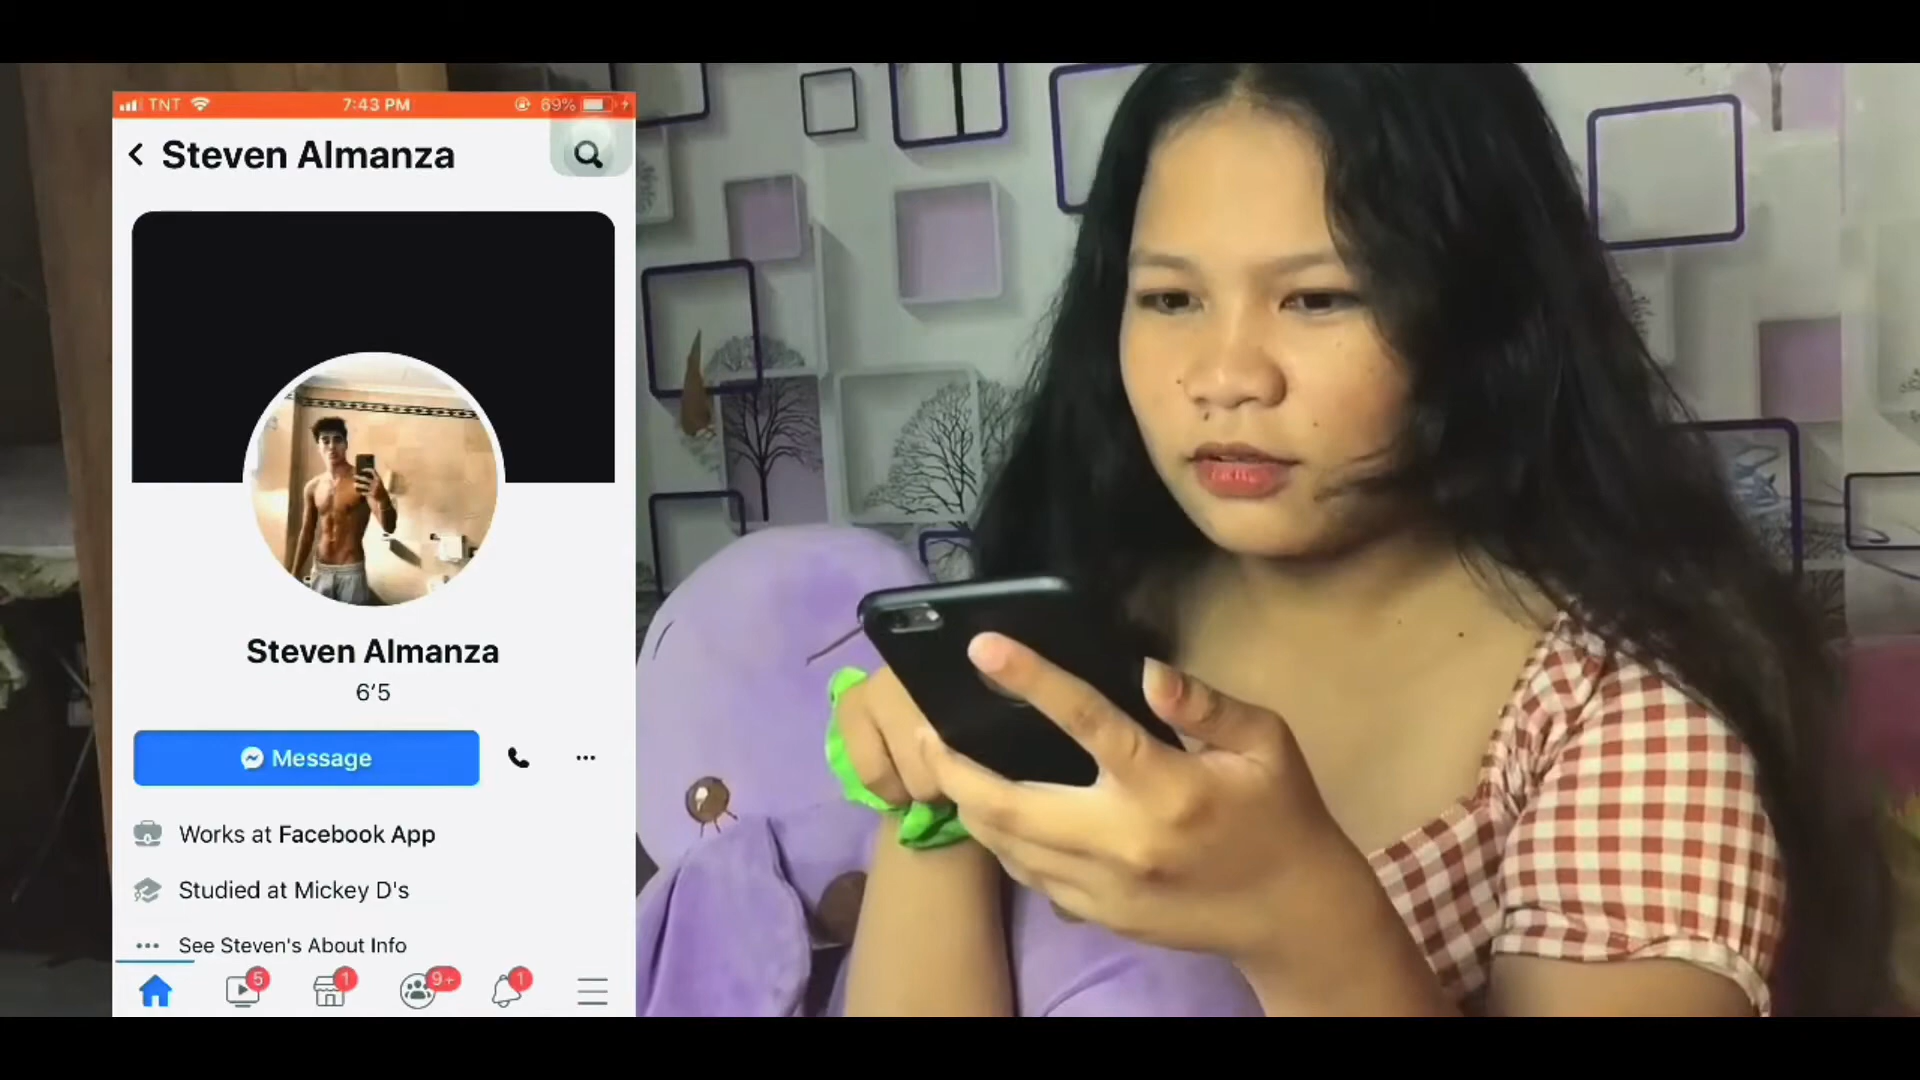 TNT 7:43 PM 69%
Steven Almanza
Steven Almanza
6'5
Message
Works at Facebook App
Studied at Mickey D's
See Steven's About Info
5 1 9+ 1